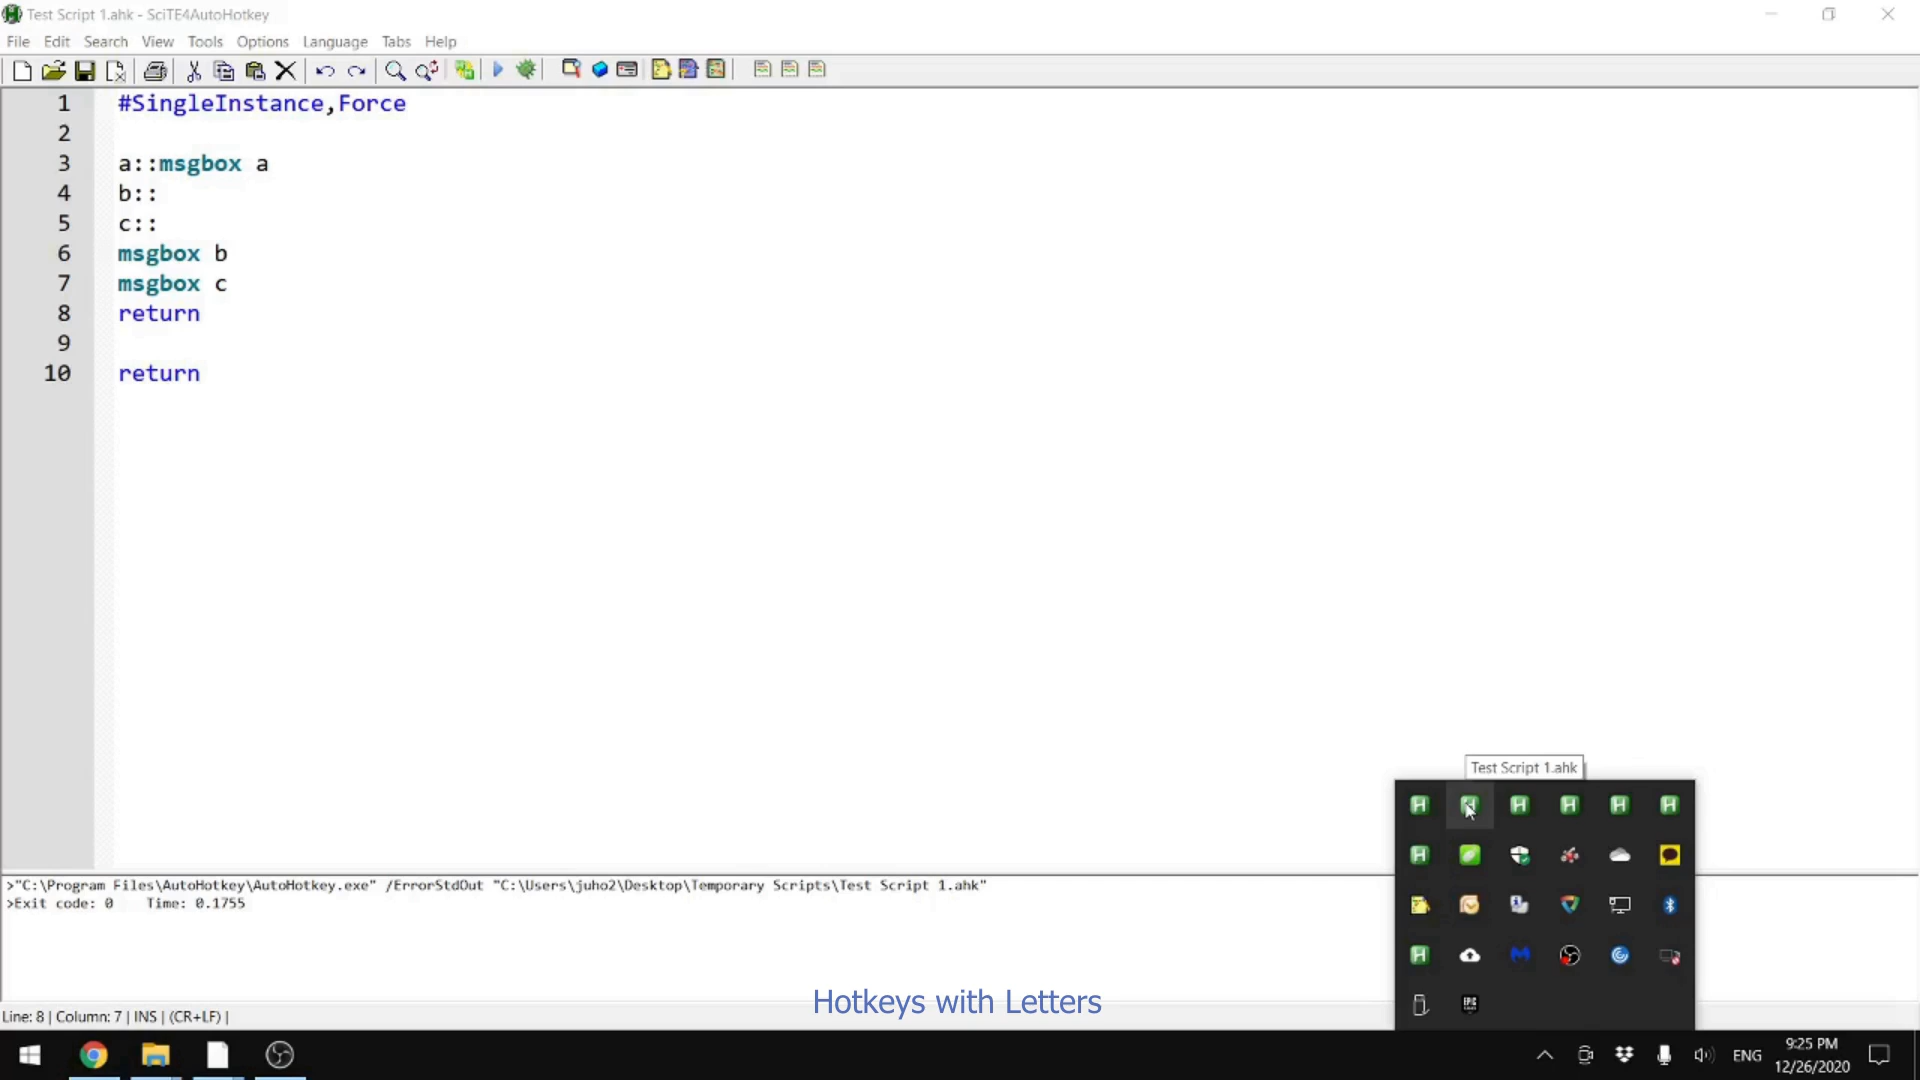 Test Script 1.ahk - SciTE4AutoHotkey
File Edit Search View Tools Options Language Tabs Help
1 #SingleInstance,Force
2
3 a::msgbox a
4 b::
5 c::
6 msgbox b
7 msgbox c
8 return
9
10 return
Test Script 1.ahk
>"C:\Program Files\AutoHotkey\AutoHotkey.exe" /ErrorStdOut "C:\Users\juho2\Desktop\Temporary Scripts\Test Script 1.ahk"
>Exit code: 0 Time: 0.1755
EPIC
Hotkeys with Letters
Line: 8 | Column: 7 | INS | (CR+LF) |
ENG
9:25 PM
12/26/2020